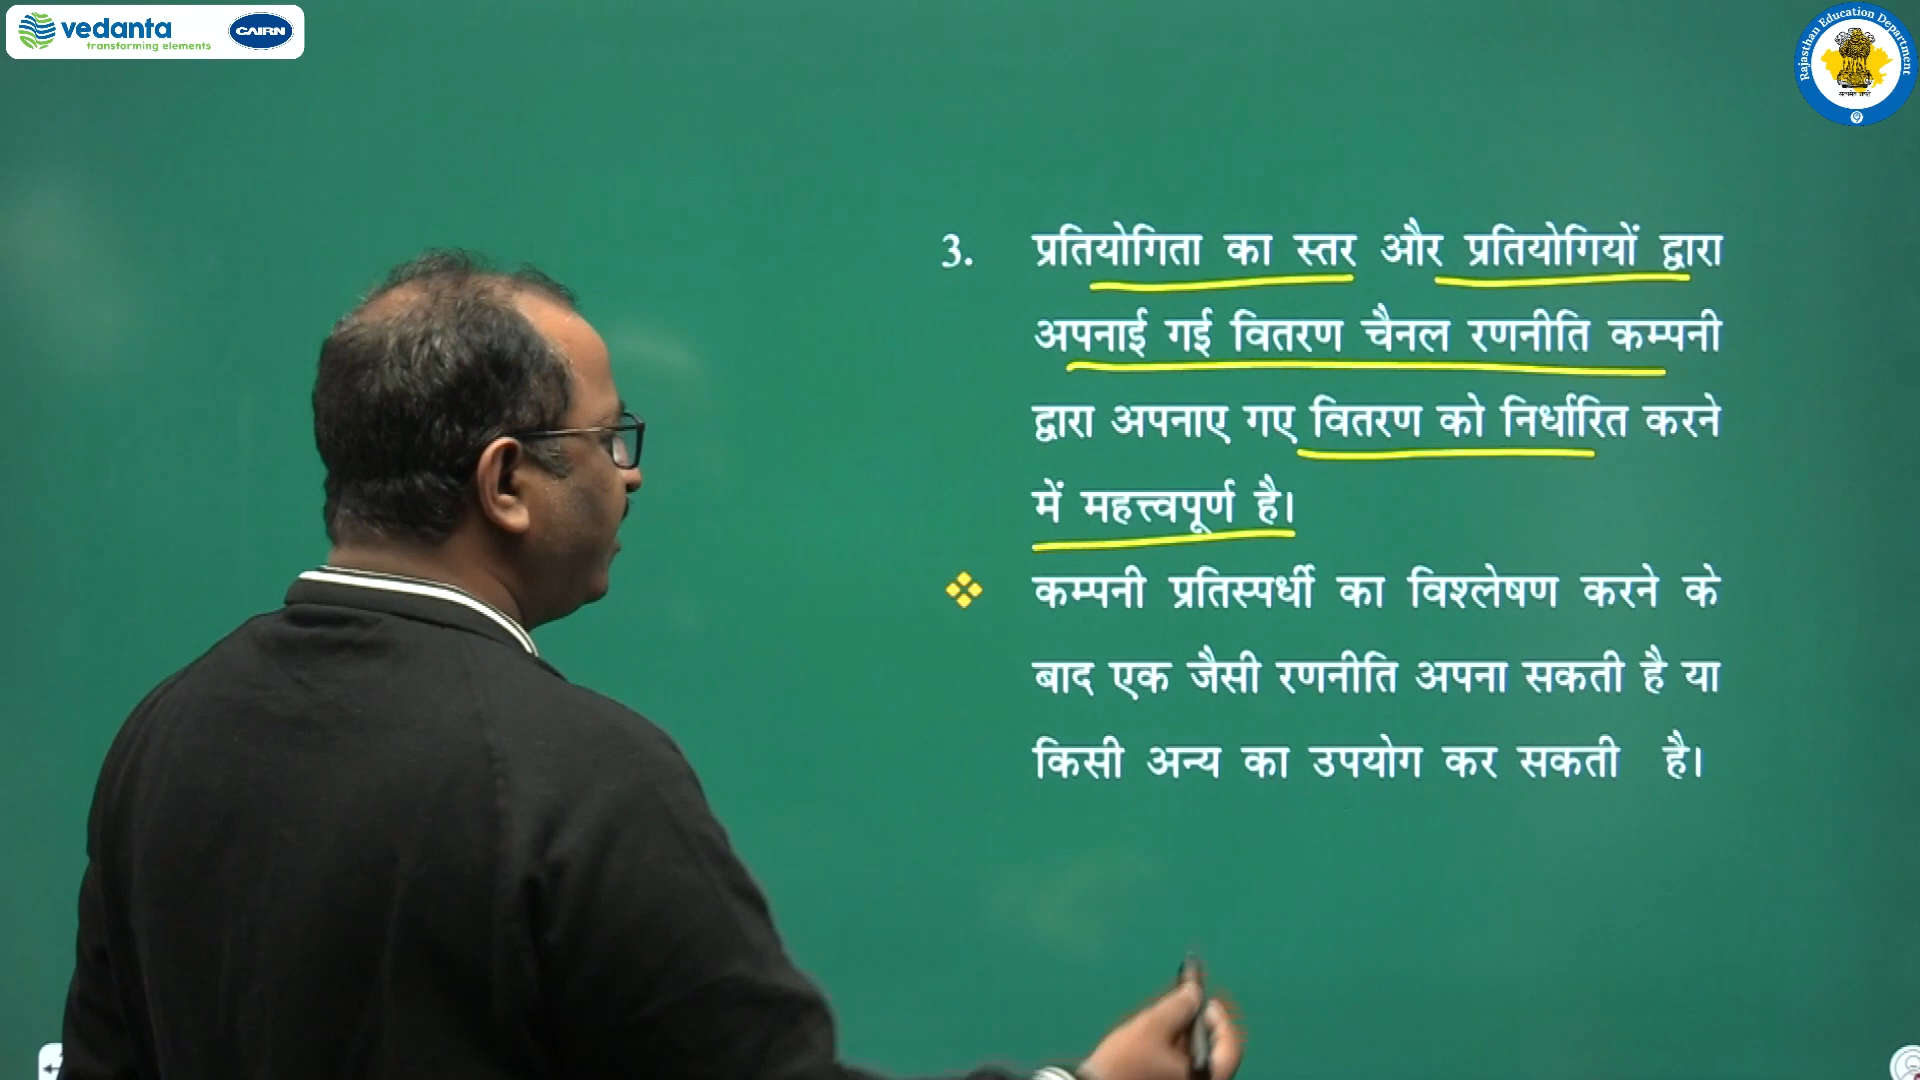 vedanta
transforming elements
CAIRN
Rajasthan Education Department
3. प्रतियोगिता का स्तर और प्रतियोगियों द्वारा
अपनाई गई वितरण चैनल रणनीति कम्पनी
द्वारा अपनाए गए वितरण को निर्धारित करने
में महत्त्वपूर्ण है।
कम्पनी प्रतिस्पर्धी का विश्लेषण करने के
बाद एक जैसी रणनीति अपना सकती है या
किसी अन्य का उपयोग कर सकती है।